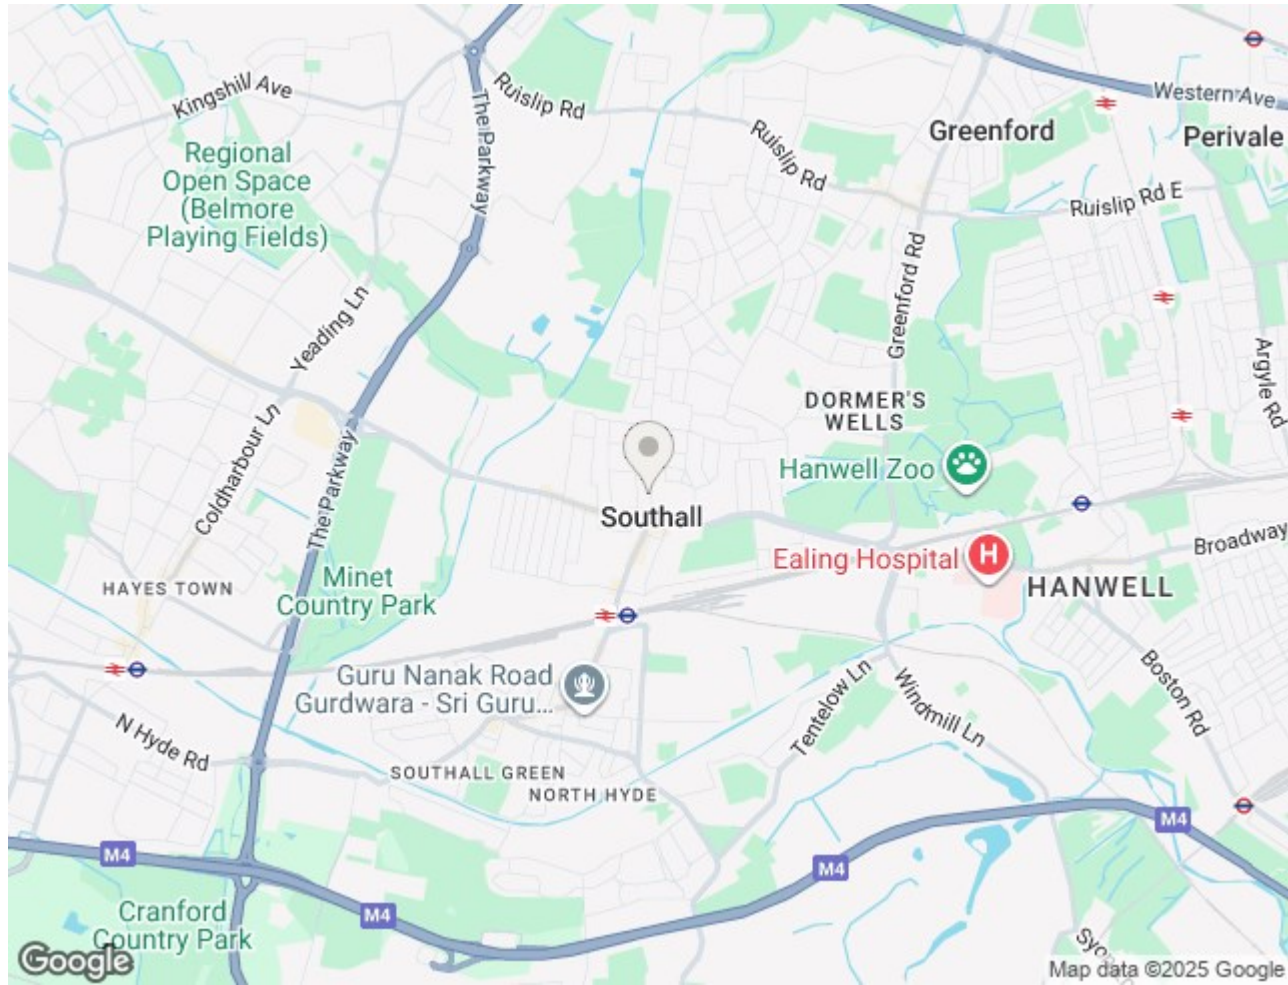 Kingshill Ave
Ruislip Rd
The Parkway
Western Ave
Greenford
Perivale
Ruislip Rd
Regional
Open Space
(Belmore
Playing Fields)
Ruislip Rd E
Greenford Rd
Yeading Ln
Argyle Rd
DORMER'S
WELLS
Coldharbour Ln
The Parkway
Hanwell Zoo
Southall
Broadway
Ealing Hospital
H
HANWELL
HAYES TOWN
Minet
Country Park
Guru Nanak Road
Gurdwara - Sri Guru...
Tentelow Ln
Windmill Ln
Boston Rd
N Hyde Rd
SOUTHALL GREEN
NORTH HYDE
M4
M4
M4
M4
Cranford
Country Park
Google
Map data ©2025 Google